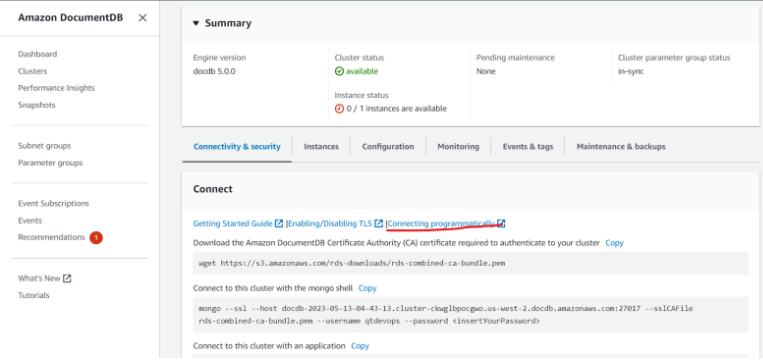 Amazon DocumentDB
Dashboard
Clusters
Performance Insights
Snapshots
Subnet groups
Parameter groups
Event Subscriptions
Events
Recommendations 1
What's New
Tutorials
Summary
Engine version
docdb 5.0.0
Cluster status
available
Pending maintenance
None
Cluster parameter group status
in-sync
Instance status
0 / 1 instances are available
Connectivity & security
Instances
Configuration
Monitoring
Events & tags
Maintenance & backups
Connect
Getting Started Guide |Enabling/Disabling TLS |Connecting programmatically
Download the Amazon DocumentDB Certificate Authority (CA) certificate required to authenticate to your cluster Copy
wget https://s3.amazonaws.com/rds-downloads/rds-combined-ca-bundle.pem
Connect to this cluster with the mongo shell Copy
mongo --ssl --host docdb-2023-05-13-04-43-13.cluster-ckwglbpocgwo.us-west-2.docdb.amazonaws.com:27017 --sslCAFile
rds-combined-ca-bundle.pem --username qtdevops --password <insertYourPassword>
Connect to this cluster with an application Copy